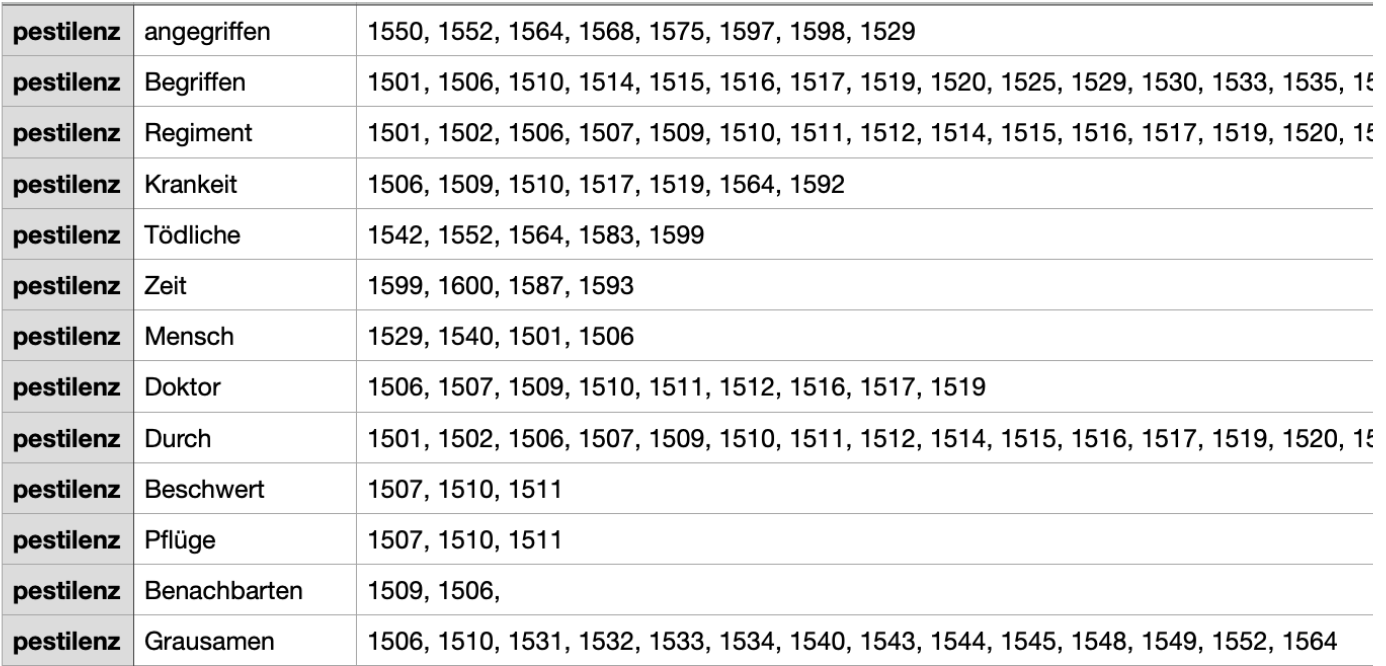 pestilenz angegriffen 1550, 1552, 1564, 1568, 1575, 1597, 1598, 1529
pestilenz Begriffen 1501, 1506, 1510, 1514, 1515, 1516, 1517, 1519, 1520, 1525, 1529, 1530, 1533, 1535, 15
pestilenz Regiment 1501, 1502, 1506, 1507, 1509, 1510, 1511, 1512, 1514, 1515, 1516, 1517, 1519, 1520, 15
pestilenz Krankeit 1506, 1509, 1510, 1517, 1519, 1564, 1592
pestilenz Tödliche 1542, 1552, 1564, 1583, 1599
pestilenz Zeit 1599, 1600, 1587, 1593
pestilenz Mensch 1529, 1540, 1501, 1506
pestilenz Doktor 1506, 1507, 1509, 1510, 1511, 1512, 1516, 1517, 1519
pestilenz Durch 1501, 1502, 1506, 1507, 1509, 1510, 1511, 1512, 1514, 1515, 1516, 1517, 1519, 1520, 15
pestilenz Beschwert 1507, 1510, 1511
pestilenz Pflüge 1507, 1510, 1511
pestilenz Benachbarten 1509, 1506,
pestilenz Grausamen 1506, 1510, 1531, 1532, 1533, 1534, 1540, 1543, 1544, 1545, 1548, 1549, 1552, 1564